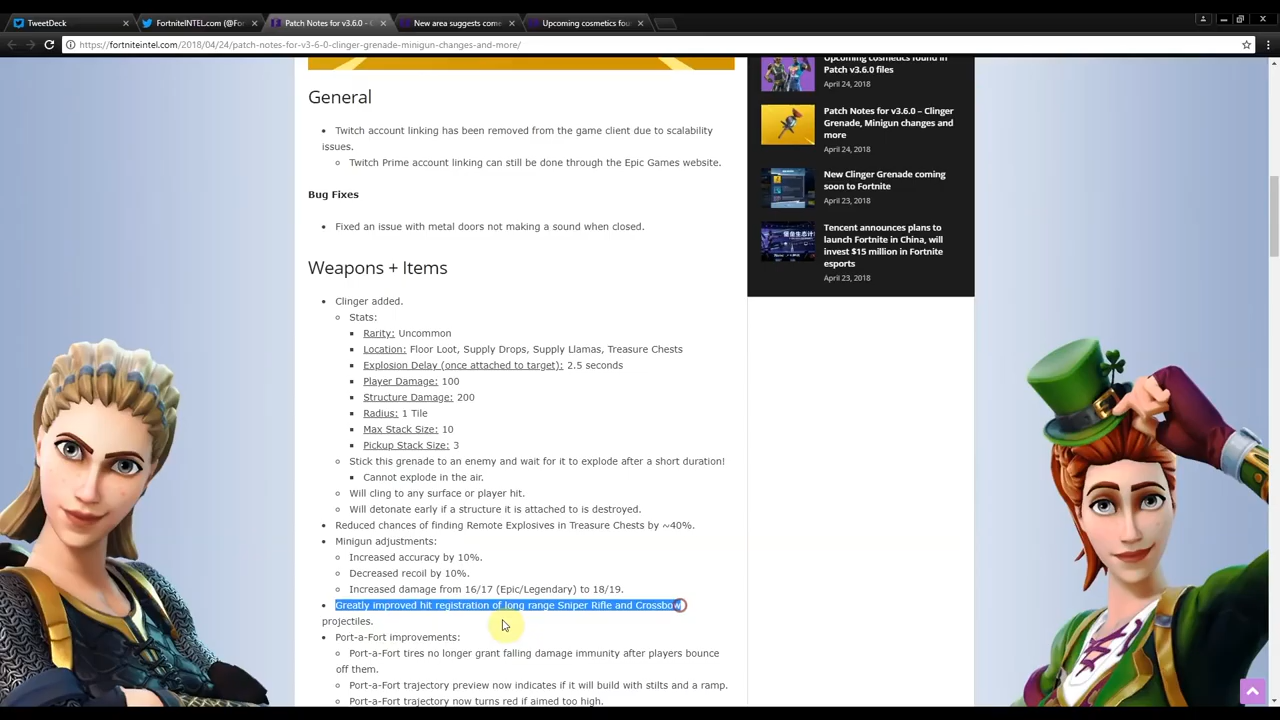 TweetDeck
FortniteINTEL.com (@For
Patch Notes for v3.6.0 - C
New area suggests come
Upcoming cosmetics fou
https://fortniteintel.com/2018/04/24/patch-notes-for-v3-6-0-clinger-grenade-minigun-changes-and-more/
General
• Twitch account linking has been removed from the game client due to scalability
issues.
Twitch Prime account linking can still be done through the Epic Games website.
Bug Fixes
• Fixed an issue with metal doors not making a sound when closed.
Weapons + Items
• Clinger added.
Stats:
Rarity: Uncommon
Location: Floor Loot, Supply Drops, Supply Llamas, Treasure Chests
Explosion Delay (once attached to target): 2.5 seconds
Player Damage: 100
Structure Damage: 200
Radius: 1 Tile
Max Stack Size: 10
Pickup Stack Size: 3
Stick this grenade to an enemy and wait for it to explode after a short duration!
Cannot explode in the air.
Will cling to any surface or player hit.
Will detonate early if a structure it is attached to is destroyed.
• Reduced chances of finding Remote Explosives in Treasure Chests by ~40%.
• Minigun adjustments:
Increased accuracy by 10%.
Decreased recoil by 10%.
Increased damage from 16/17 (Epic/Legendary) to 18/19.
• Greatly improved hit registration of long range Sniper Rifle and Crossbow
projectiles.
• Port-a-Fort improvements:
Port-a-Fort tires no longer grant falling damage immunity after players bounce
off them.
Port-a-Fort trajectory preview now indicates if it will build with stilts and a ramp.
Port-a-Fort trajectory now turns red if aimed too high.
Upcoming cosmetics found in
Patch v3.6.0 files
April 24, 2018
Patch Notes for v3.6.0 – Clinger
Grenade, Minigun changes and
more
April 24, 2018
New Clinger Grenade coming
soon to Fortnite
April 23, 2018
Tencent announces plans to
launch Fortnite in China, will
invest $15 million in Fortnite
esports
April 23, 2018